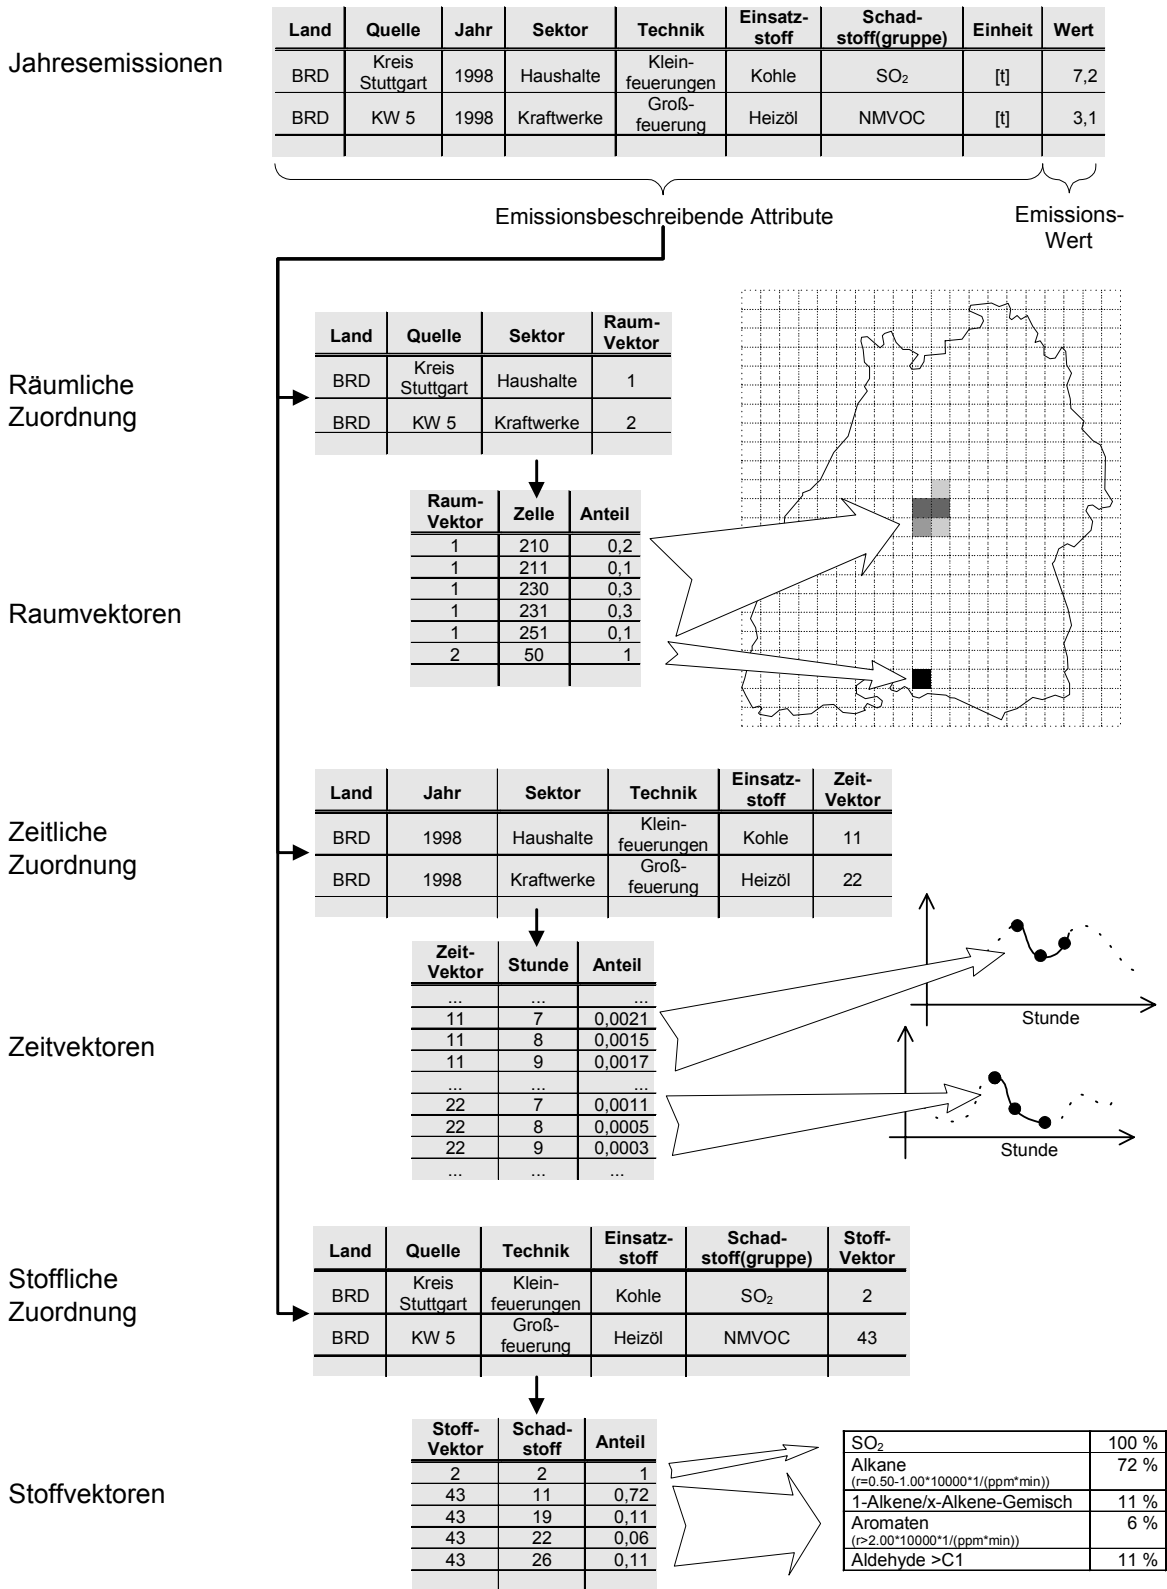 Jahresemissionen
Land Quelle Jahr Sektor Technik Einsatz-stoff Schad-stoff(gruppe) Einheit Wert
BRD Kreis Stuttgart 1998 Haushalte Klein-feuerungen Kohle SO₂ [t] 7,2
BRD KW 5 1998 Kraftwerke Groß-feuerung Heizöl NMVOC [t] 3,1
Emissionsbeschreibende Attribute
Emissions-
Wert
Räumliche
Zuordnung
Land Quelle Sektor Raum-Vektor
BRD Kreis Stuttgart Haushalte 1
BRD KW 5 Kraftwerke 2
Raumvektoren
Raum-Vektor Zelle Anteil
1 210 0,2
1 211 0,1
1 230 0,3
1 231 0,3
1 251 0,1
2 50 1
Zeitliche
Zuordnung
Land Jahr Sektor Technik Einsatz-stoff Zeit-Vektor
BRD 1998 Haushalte Klein-feuerungen Kohle 11
BRD 1998 Kraftwerke Groß-feuerung Heizöl 22
Zeitvektoren
Zeit-Vektor Stunde Anteil
... ... ...
11 7 0,0021
11 8 0,0015
11 9 0,0017
... ... ...
22 7 0,0011
22 8 0,0005
22 9 0,0003
... ... ...
Stunde
Stunde
Stoffliche
Zuordnung
Land Quelle Technik Einsatz-stoff Schad-stoff(gruppe) Stoff-Vektor
BRD Kreis Stuttgart Klein-feuerungen Kohle SO₂ 2
BRD KW 5 Groß-feuerung Heizöl NMVOC 43
Stoffvektoren
Stoff-Vektor Schad-stoff Anteil
2 2 1
43 11 0,72
43 19 0,11
43 22 0,06
43 26 0,11
SO₂ 100 %
Alkane 72 %
(r=0.50-1.00*10000*1/(ppm*min))
1-Alkene/x-Alkene-Gemisch 11 %
Aromaten 6 %
(r>2.00*10000*1/(ppm*min))
Aldehyde >C1 11 %